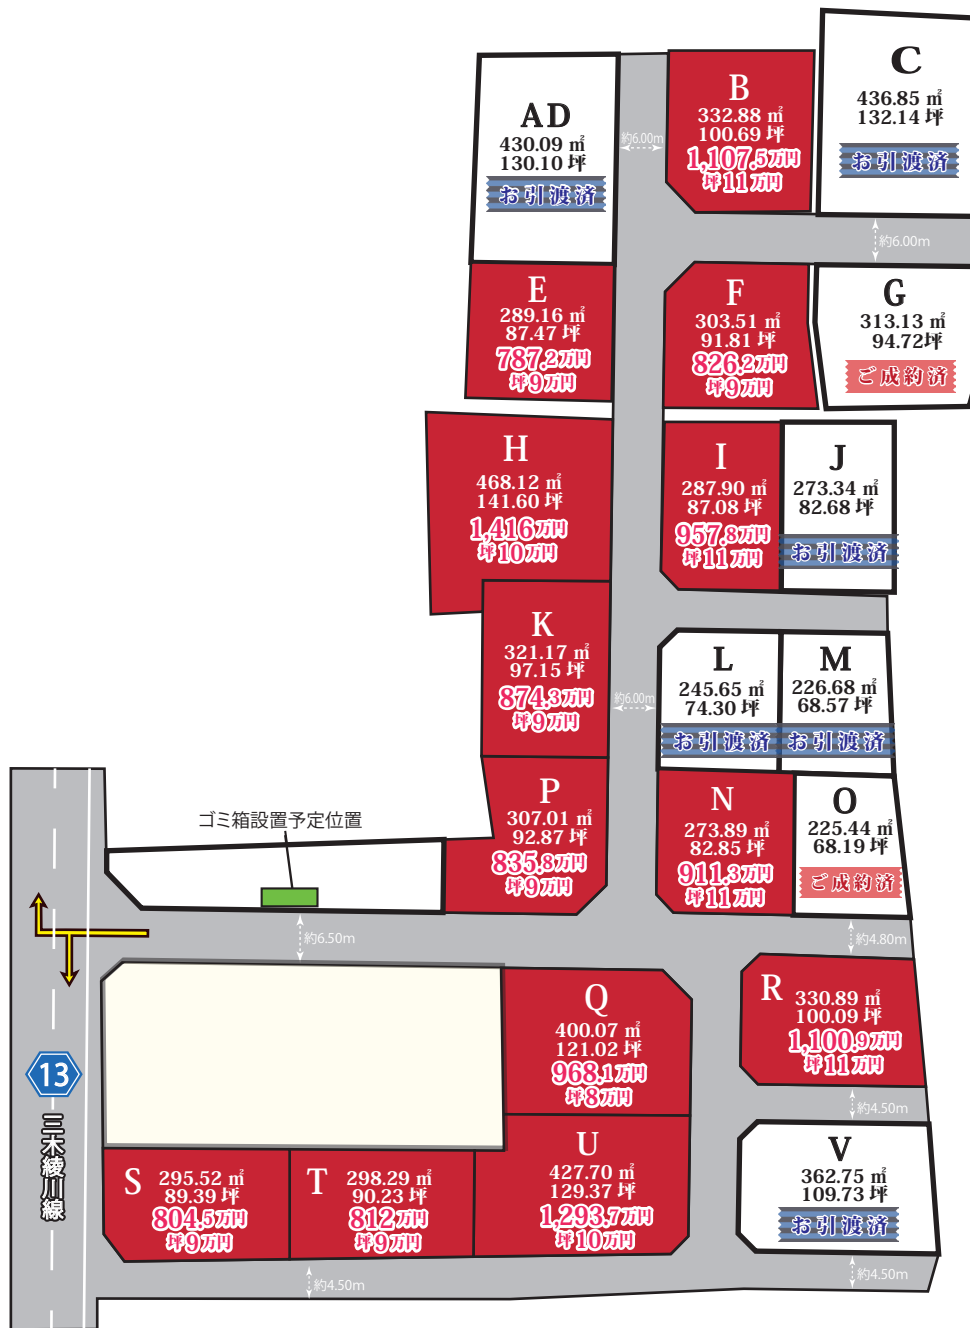 C
436.85 ㎡
132.14 坪
お引渡済
AD
430.09 ㎡
130.10 坪
お引渡済
約6.00m
B
332.88 ㎡
100.69 坪
1,107.5万円
坪11万円
約6.00m
E
289.16 ㎡
87.47 坪
787.2万円
坪9万円
F
303.51 ㎡
91.81 坪
826.2万円
坪9万円
G
313.13 ㎡
94.72坪
ご成約済
H
468.12 ㎡
141.60 坪
1,416万円
坪10万円
I
287.90 ㎡
87.08 坪
957.8万円
坪11万円
J
273.34 ㎡
82.68 坪
お引渡済
K
321.17 ㎡
97.15 坪
874.3万円
坪9万円
約6.00m
L
245.65 ㎡
74.30 坪
お引渡済
M
226.68 ㎡
68.57 坪
お引渡済
P
307.01 ㎡
92.87 坪
835.8万円
坪9万円
N
273.89 ㎡
82.85 坪
911.3万円
坪11万円
O
225.44 ㎡
68.19 坪
ご成約済
ゴミ箱設置予定位置
約6.50m
約4.80m
Q
400.07 ㎡
121.02 坪
968.1万円
坪8万円
R
330.89 ㎡
100.09 坪
1,100.9万円
坪11万円
約4.50m
13
三木綾川線
S
295.52 ㎡
89.39 坪
804.5万円
坪9万円
T
298.29 ㎡
90.23 坪
812万円
坪9万円
U
427.70 ㎡
129.37 坪
1,293.7万円
坪10万円
V
362.75 ㎡
109.73 坪
お引渡済
約4.50m
約4.50m